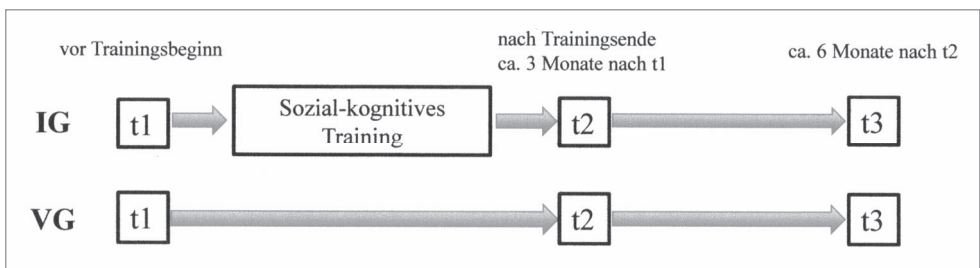 vor Trainingsbeginn
nach Trainingsende
ca. 3 Monate nach t1
ca. 6 Monate nach t2
IG
t1
Sozial-kognitives
Training
t2
t3
VG
t1
t2
t3